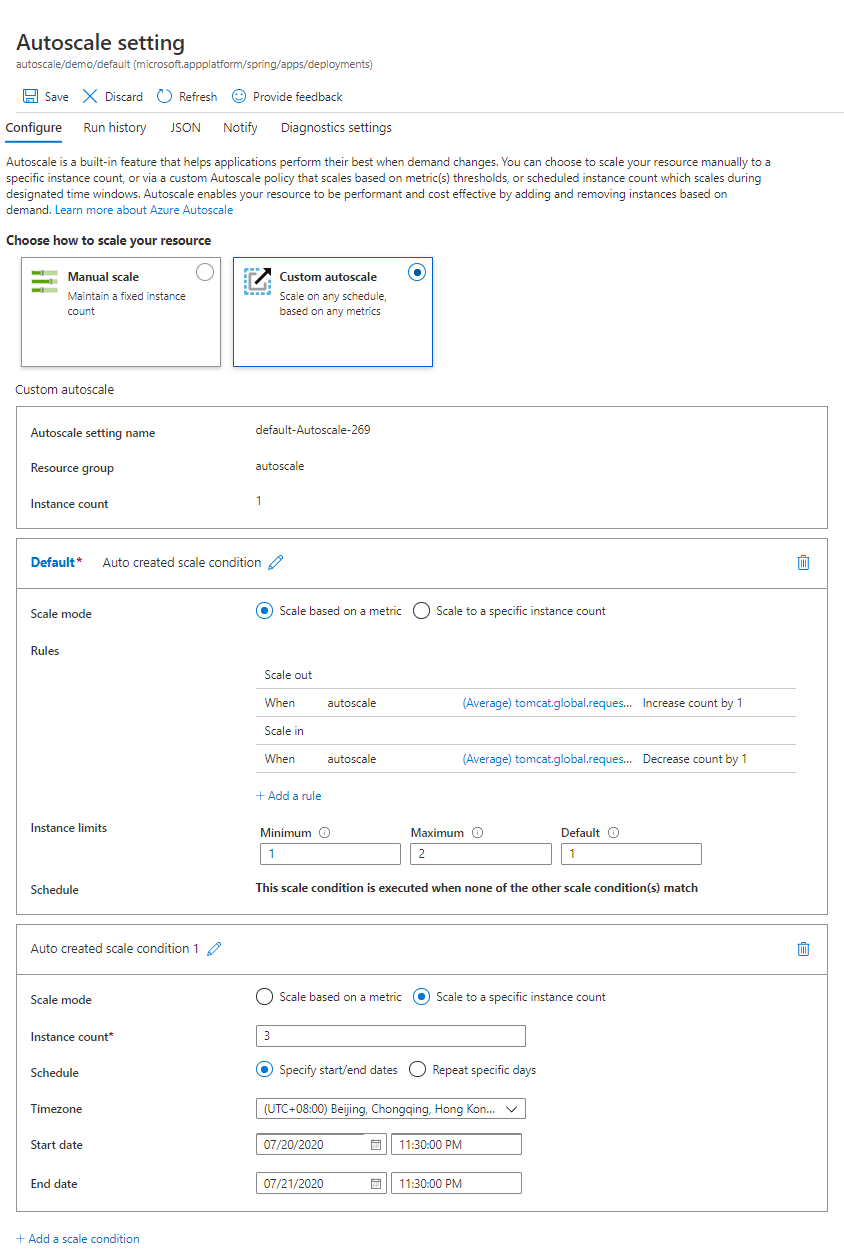 Autoscale setting
autoscale/demo/default (microsoft.appplatform/spring/apps/deployments)
Save Discard Refresh Provide feedback
Configure Run history JSON Notify Diagnostics settings
Autoscale is a built-in feature that helps applications perform their best when demand changes. You can choose to scale your resource manually to a
specific instance count, or via a custom Autoscale policy that scales based on metric(s) thresholds, or scheduled instance count which scales during
designated time windows. Autoscale enables your resource to be performant and cost effective by adding and removing instances based on
demand. Learn more about Azure Autoscale
Choose how to scale your resource
Manual scale
Maintain a fixed instance
count
Custom autoscale
Scale on any schedule,
based on any metrics
Custom autoscale
Autoscale setting name default-Autoscale-269
Resource group autoscale
Instance count 1
Default* Auto created scale condition
Scale mode Scale based on a metric Scale to a specific instance count
Rules
Scale out
When autoscale (Average) tomcat.global.reques... Increase count by 1
Scale in
When autoscale (Average) tomcat.global.reques... Decrease count by 1
+ Add a rule
Instance limits Minimum Maximum Default
1 2 1
Schedule This scale condition is executed when none of the other scale condition(s) match
Auto created scale condition 1
Scale mode Scale based on a metric Scale to a specific instance count
Instance count* 3
Schedule Specify start/end dates Repeat specific days
Timezone (UTC+08:00) Beijing, Chongqing, Hong Kon...
Start date 07/20/2020 11:30:00 PM
End date 07/21/2020 11:30:00 PM
+ Add a scale condition